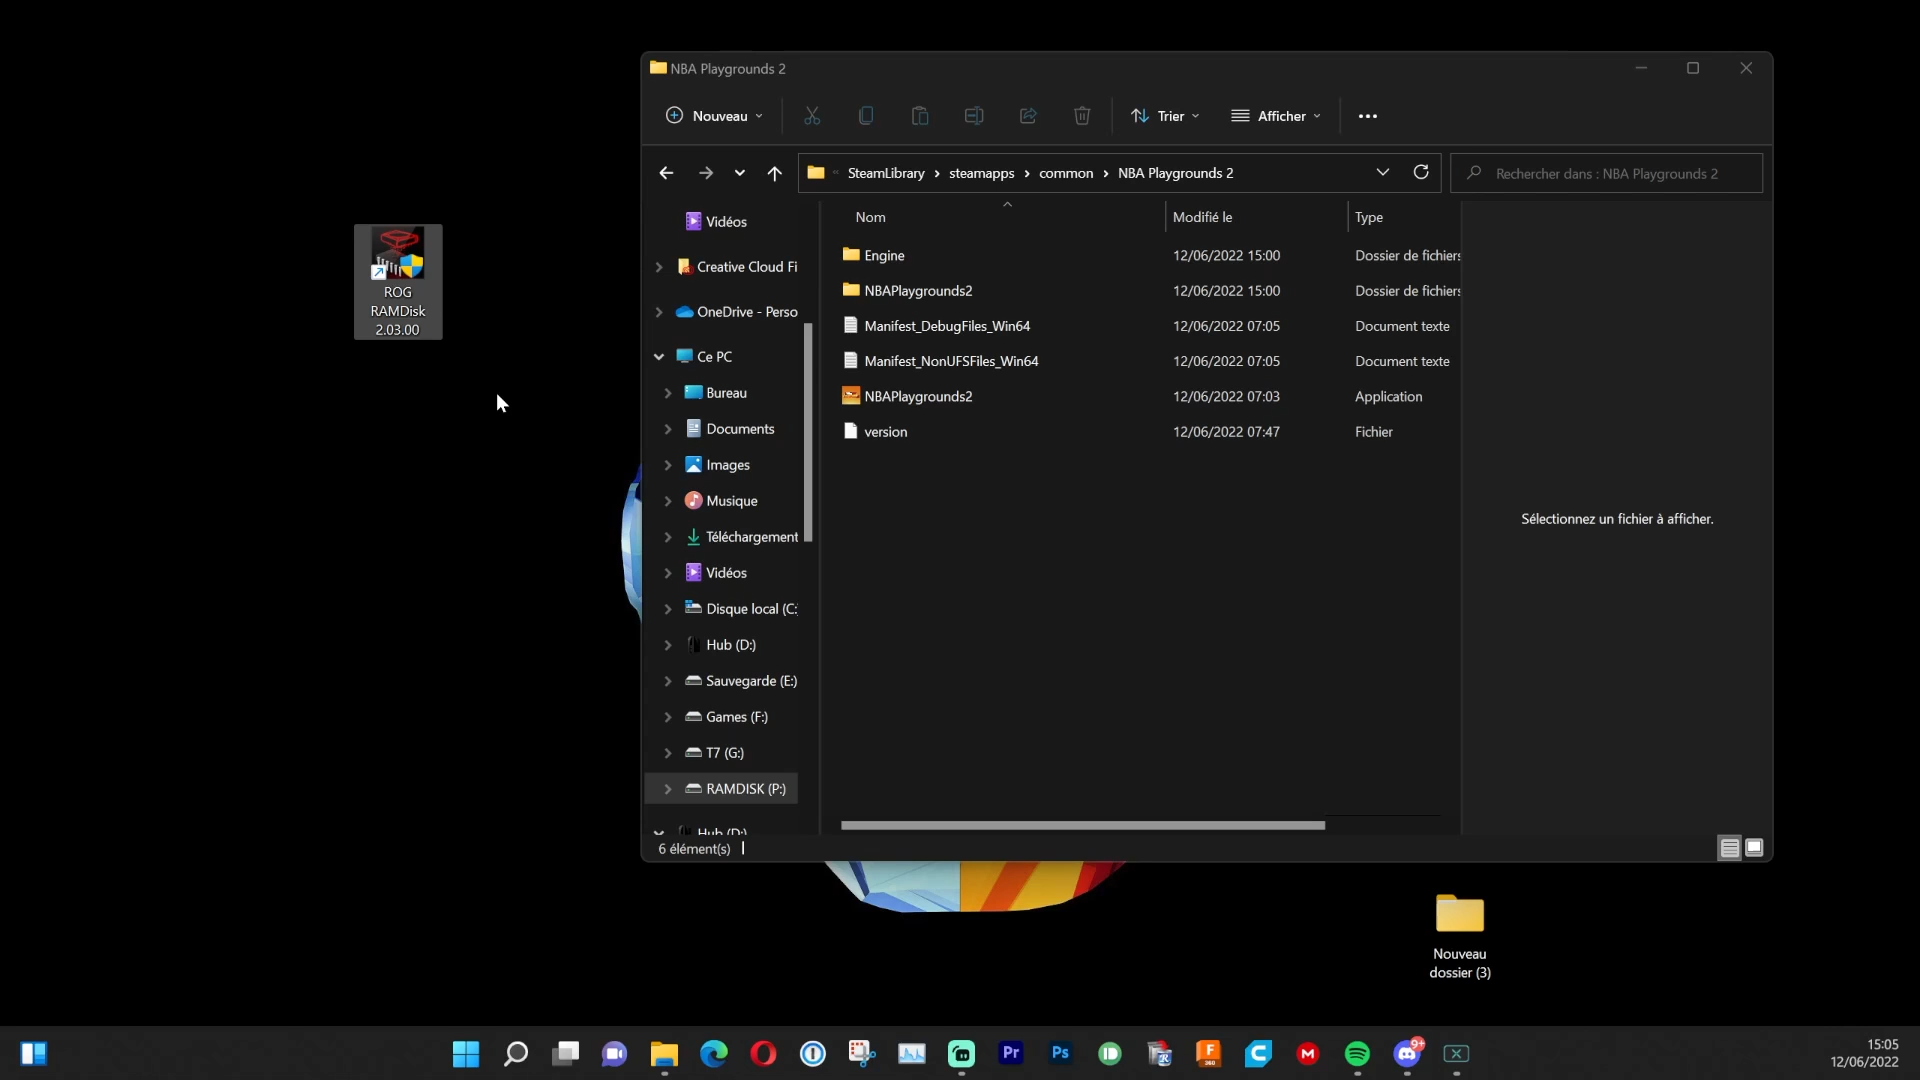 NBA Playgrounds 2
Nouveau
Trier
Afficher
SteamLibrary › steamapps › common › NBA Playgrounds 2
Rechercher dans : NBA Playgrounds 2
Vidéos
Creative Cloud Fi
OneDrive - Perso
Ce PC
Bureau
Documents
Images
Musique
Téléchargement
Vidéos
Disque local (C:
Hub (D:)
Sauvegarde (E:)
Games (F:)
T7 (G:)
RAMDISK (P:)
Hub (D:)
Nom Modifié le Type
Engine 12/06/2022 15:00 Dossier de fichiers
NBAPlaygrounds2 12/06/2022 15:00 Dossier de fichiers
Manifest_DebugFiles_Win64 12/06/2022 07:05 Document texte
Manifest_NonUFSFiles_Win64 12/06/2022 07:05 Document texte
NBAPlaygrounds2 12/06/2022 07:03 Application
version 12/06/2022 07:47 Fichier
Sélectionnez un fichier à afficher.
6 élément(s)
ROG
RAMDisk
2.03.00
Nouveau
dossier (3)
Pr
Ps
R
F
360
C
M
9+
15:05
12/06/2022